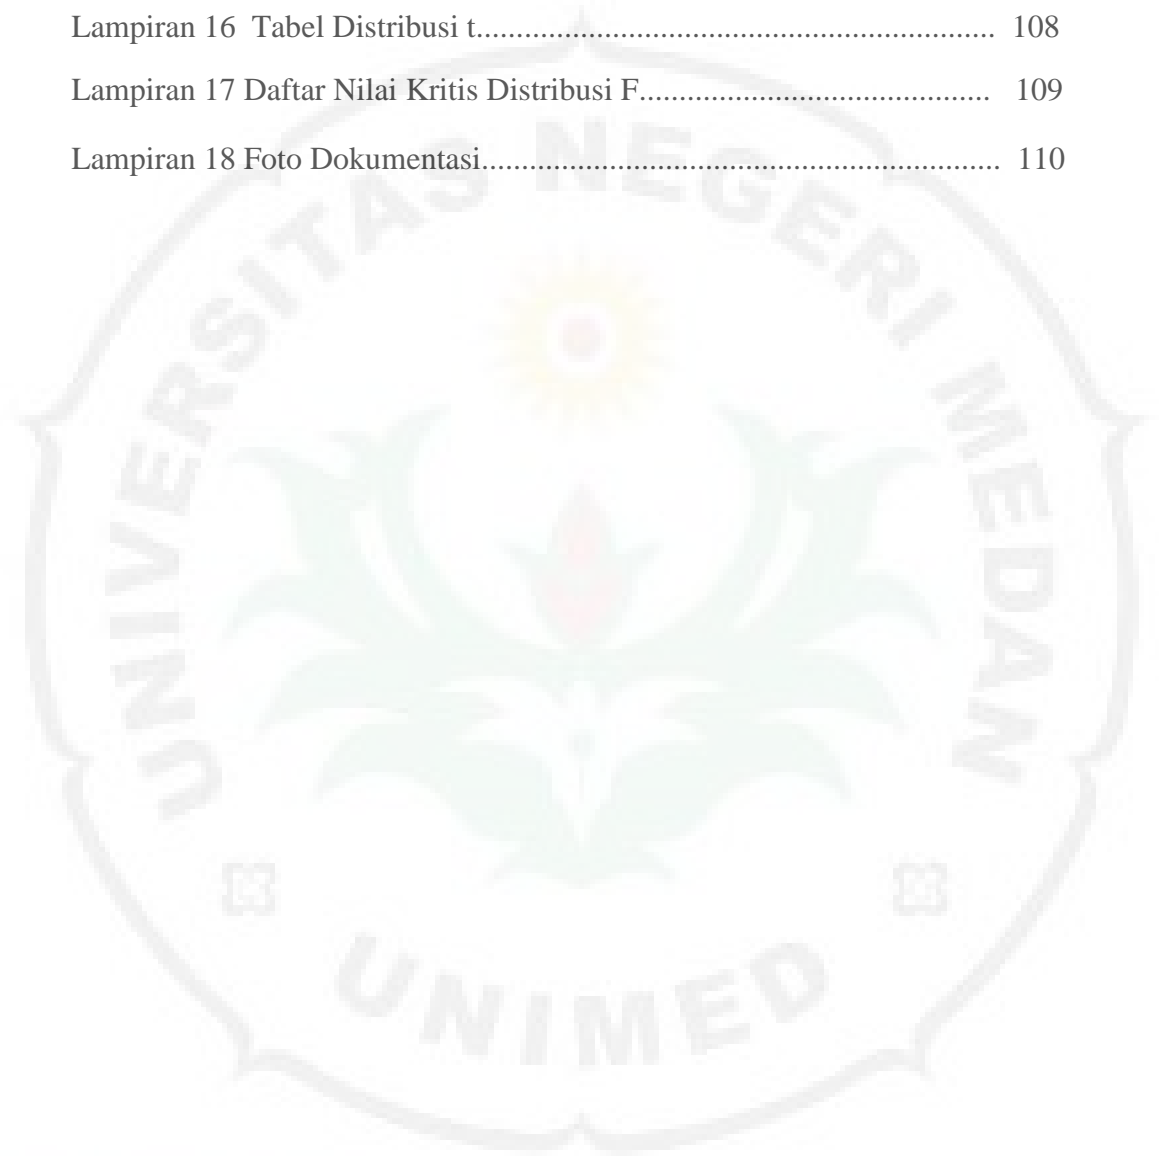 Lampiran 16  Tabel Distribusi t................................................................. 108
Lampiran 17 Daftar Nilai Kritis Distribusi F............................................ 109
Lampiran 18 Foto Dokumentasi................................................................. 110
UNIVERSITAS NEGERI MEDAN
UNIMED